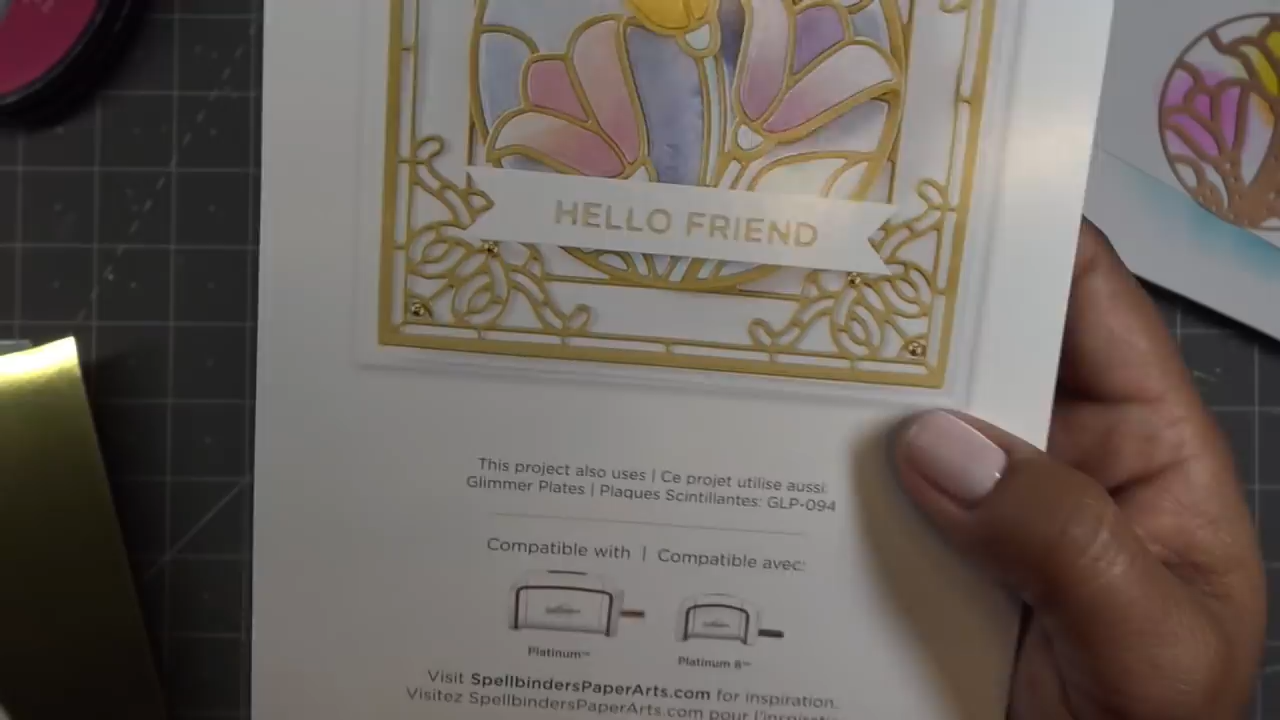 HELLO FRIEND
This project also uses | Ce projet utilise aussi:
Glimmer Plates | Plaques Scintillantes: GLP-094
Compatible with | Compatible avec:
Platinum™
Platinum 6™
Visit SpellbindersPaperArts.com for inspiration.
Visitez SpellbindersPaperArts.com pour